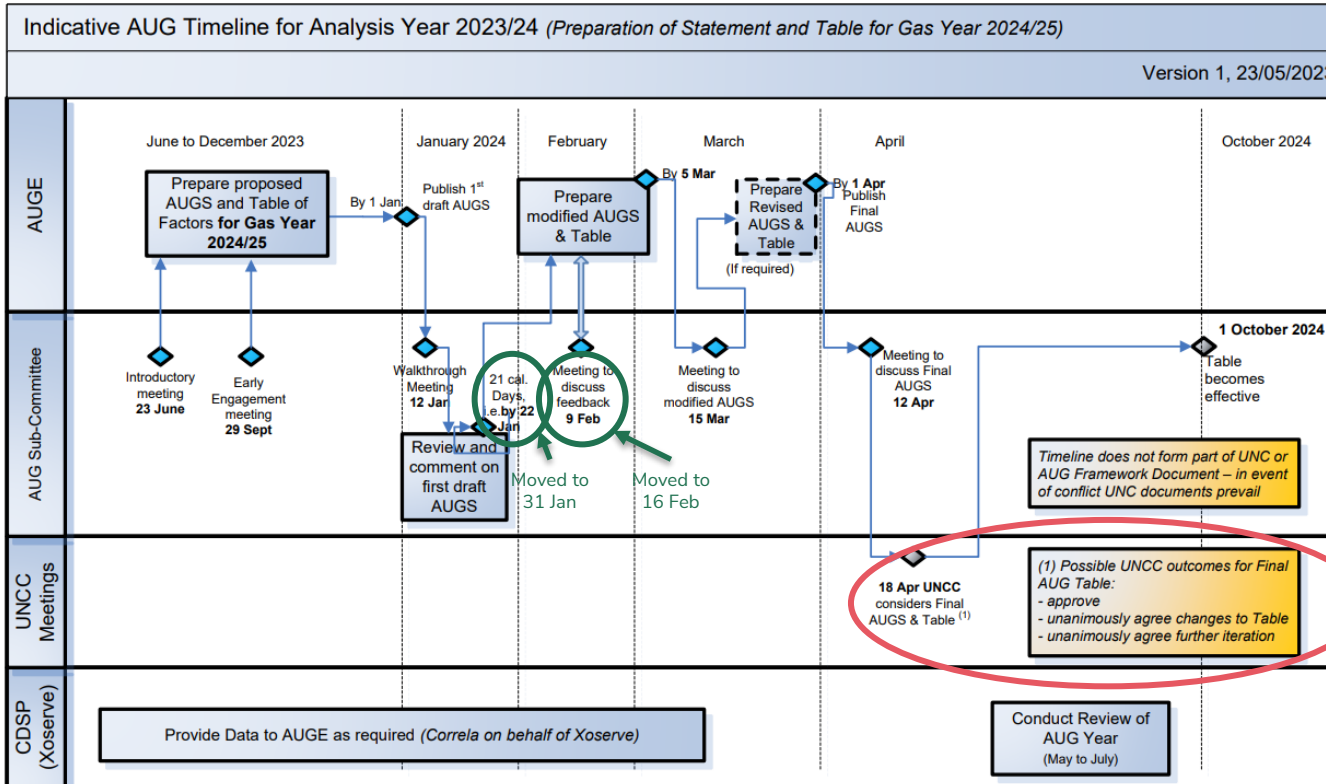 Indicative AUG Timeline for Analysis Year 2023/24 (Preparation of Statement and Table for Gas Year 2024/25)
Version 1, 23/05/2023
AUGE
June to December 2023
January 2024
February
March
April
October 2024
Prepare proposed
AUGS and Table of
Factors for Gas Year
2024/25
By 1 Jan
Publish 1st
draft AUGS
Prepare
modified AUGS
& Table
By 5 Mar
Prepare
Revised
AUGS &
Table
(If required)
By 1 Apr
Publish
Final
AUGS
AUG Sub-Committee
Introductory
meeting
23 June
Early
Engagement
meeting
29 Sept
Walkthrough
Meeting
12 Jan
21 cal.
Days,
i.e.by 22
Jan
Review and
comment on
first draft
AUGS
Moved to
31 Jan
Meeting to
discuss
feedback
9 Feb
Moved to
16 Feb
Meeting to
discuss
modified AUGS
15 Mar
Meeting to
discuss Final
AUGS
12 Apr
1 October 2024
Table
becomes
effective
Timeline does not form part of UNC or
AUG Framework Document – in event
of conflict UNC documents prevail
UNCC
Meetings
18 Apr UNCC
considers Final
AUGS & Table (1)
(1) Possible UNCC outcomes for Final
AUG Table:
- approve
- unanimously agree changes to Table
- unanimously agree further iteration
CDSP
(Xoserve)
Provide Data to AUGE as required (Correla on behalf of Xoserve)
Conduct Review of
AUG Year
(May to July)